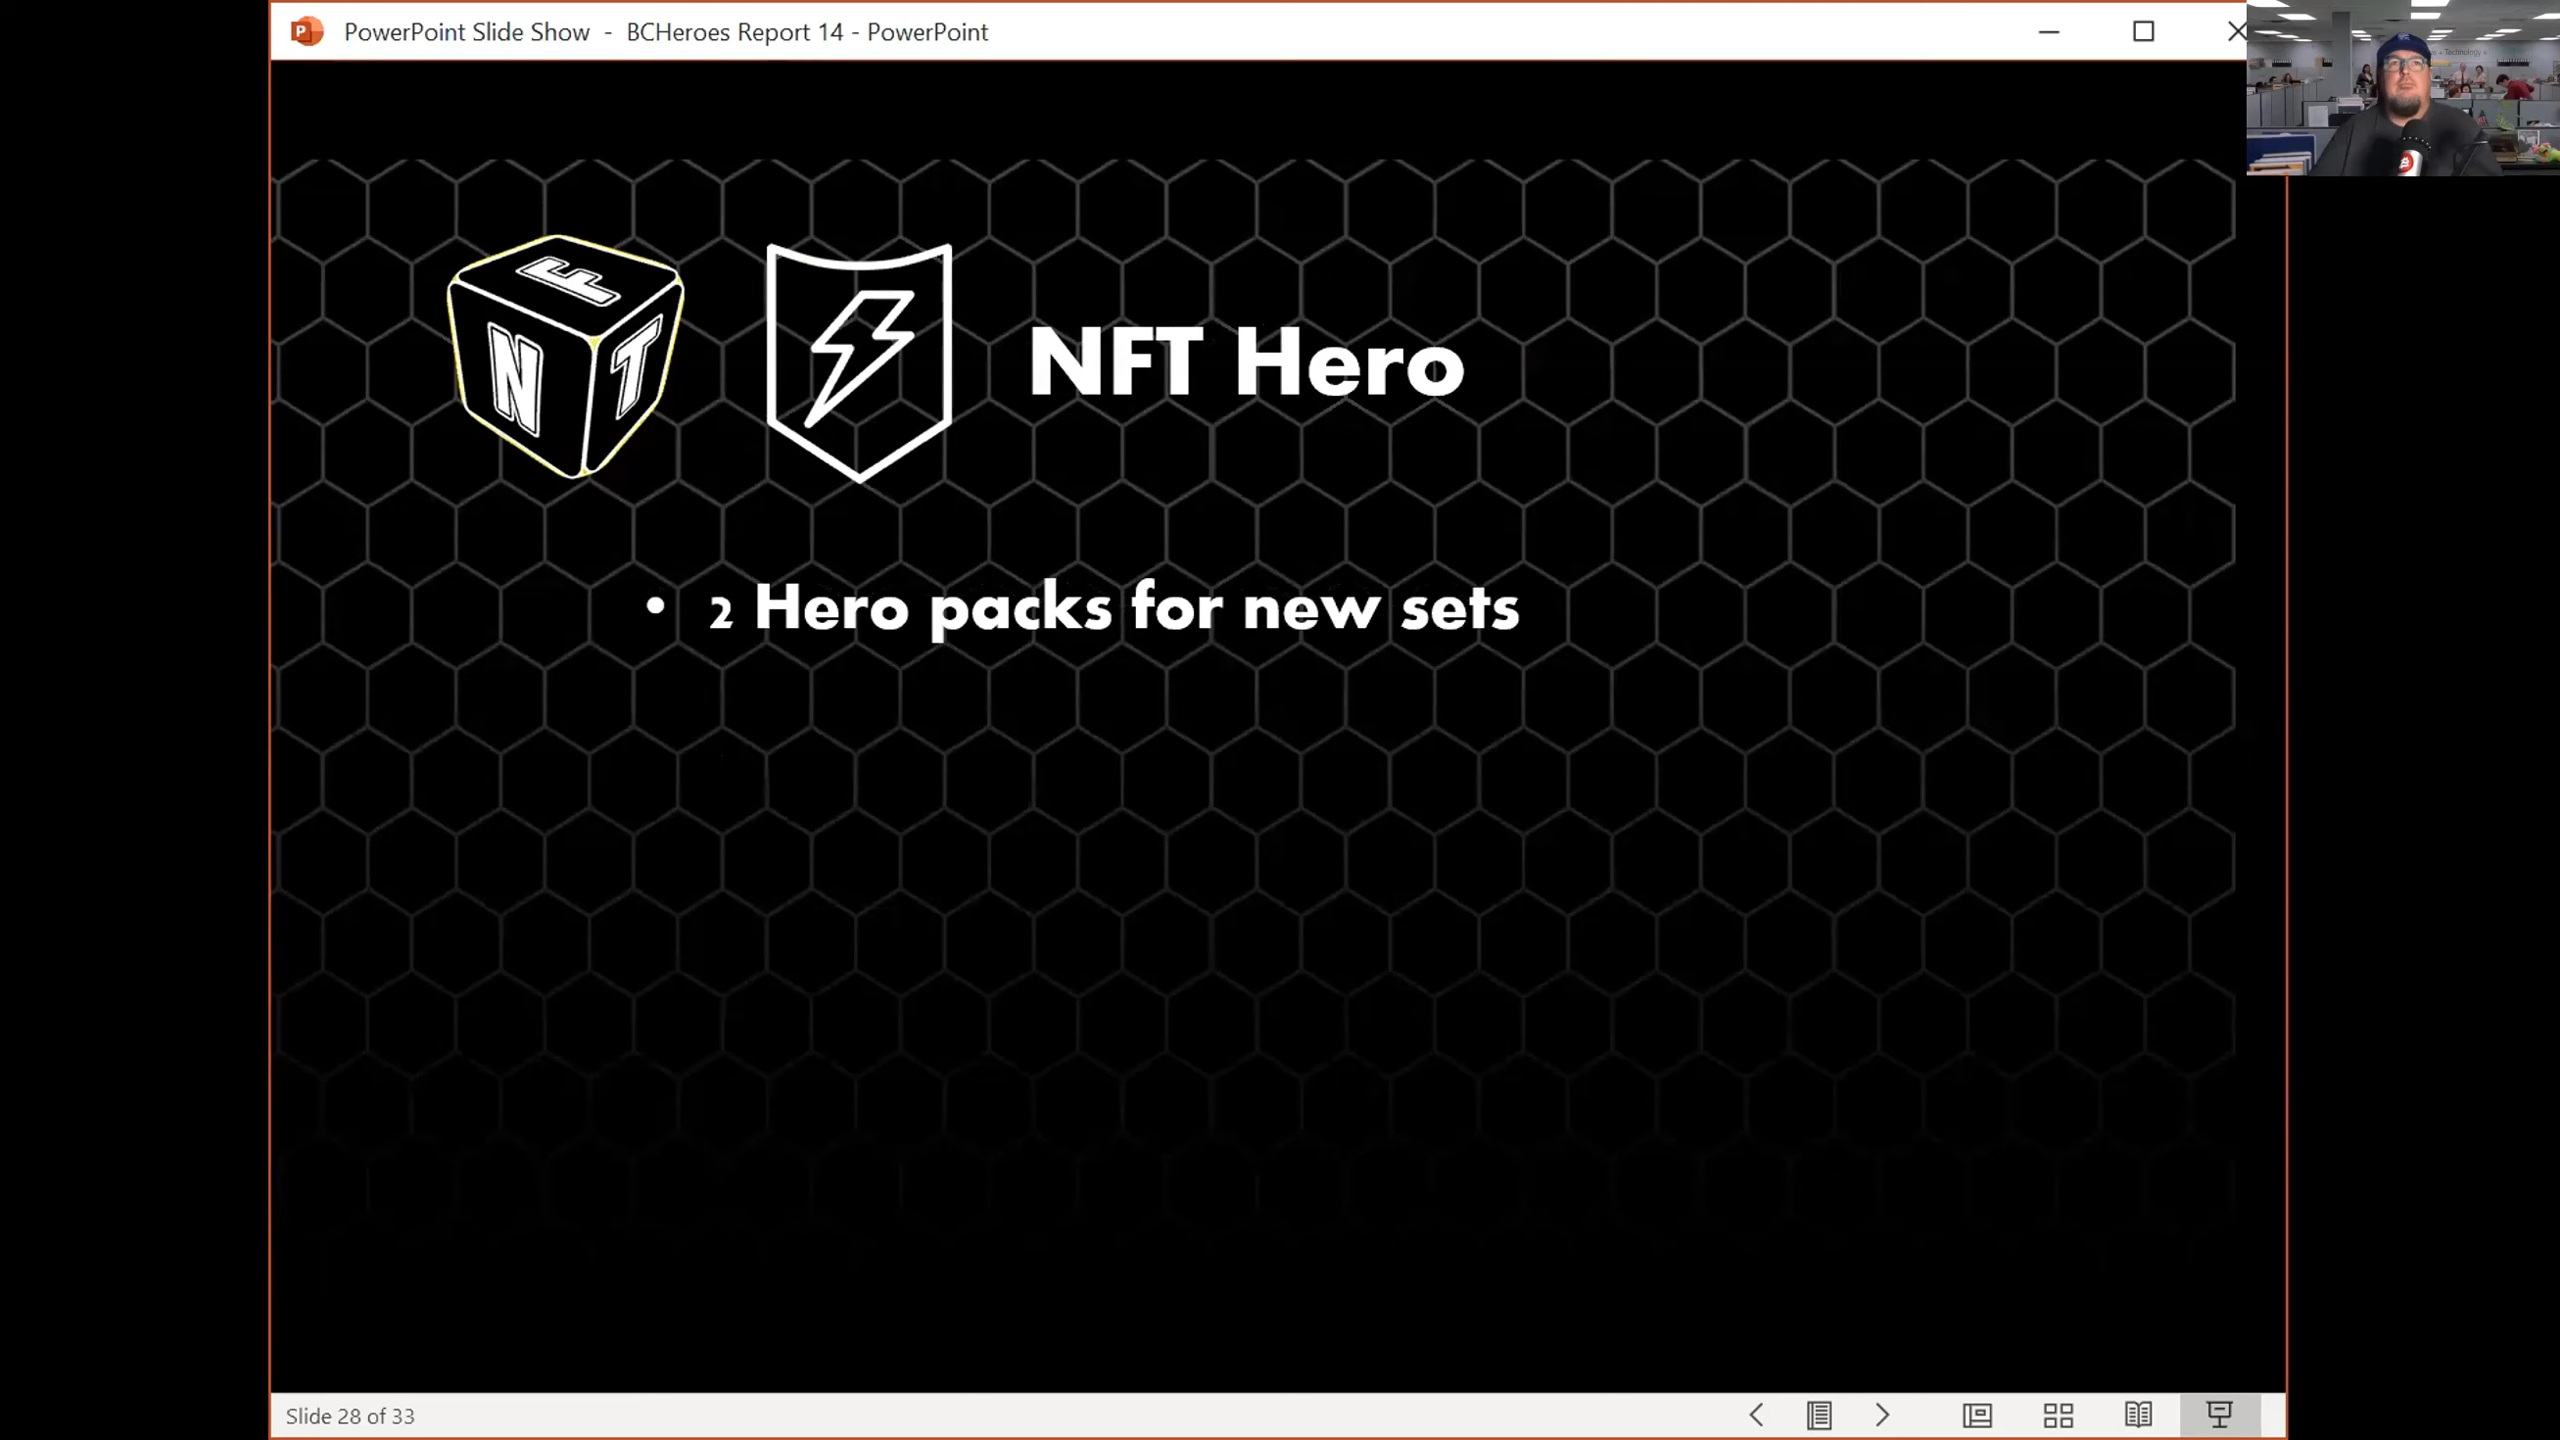 PowerPoint Slide Show - BCHeroes Report 14 - PowerPoint
Technology
F
N T
NFT Hero
• 2 Hero packs for new sets
Slide 28 of 33